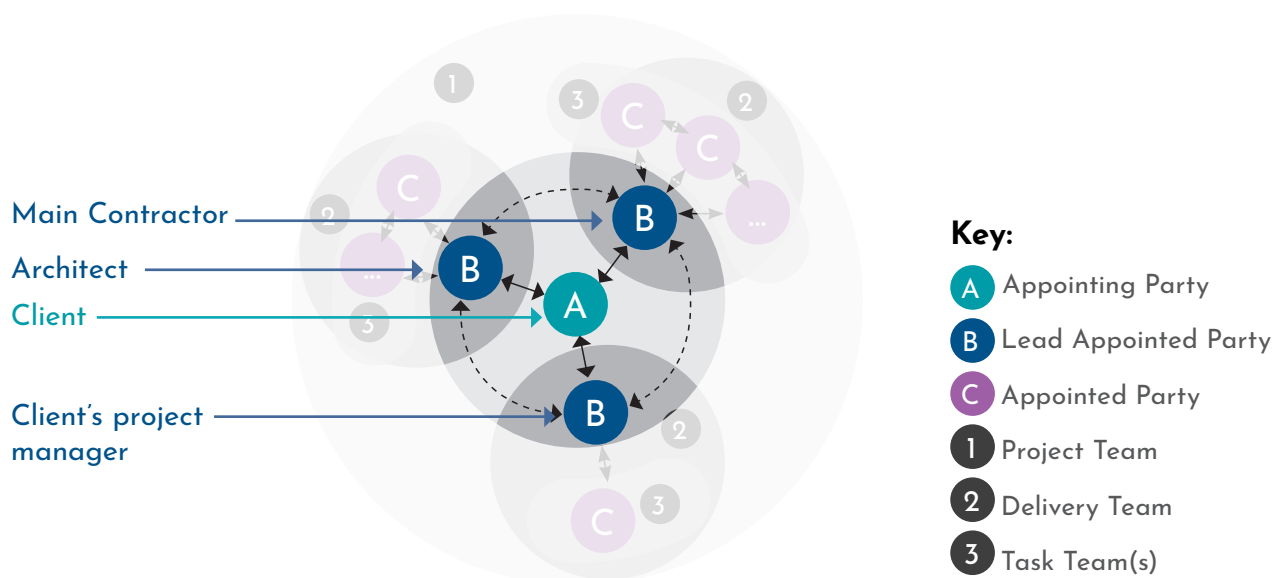 1
3
2
C
C
C
2
B
...
Main Contractor
...
B
Architect
A
Client
3
Client's project
manager
B
2
3
C
Key:
A Appointing Party
B Lead Appointed Party
C Appointed Party
1 Project Team
2 Delivery Team
3 Task Team(s)